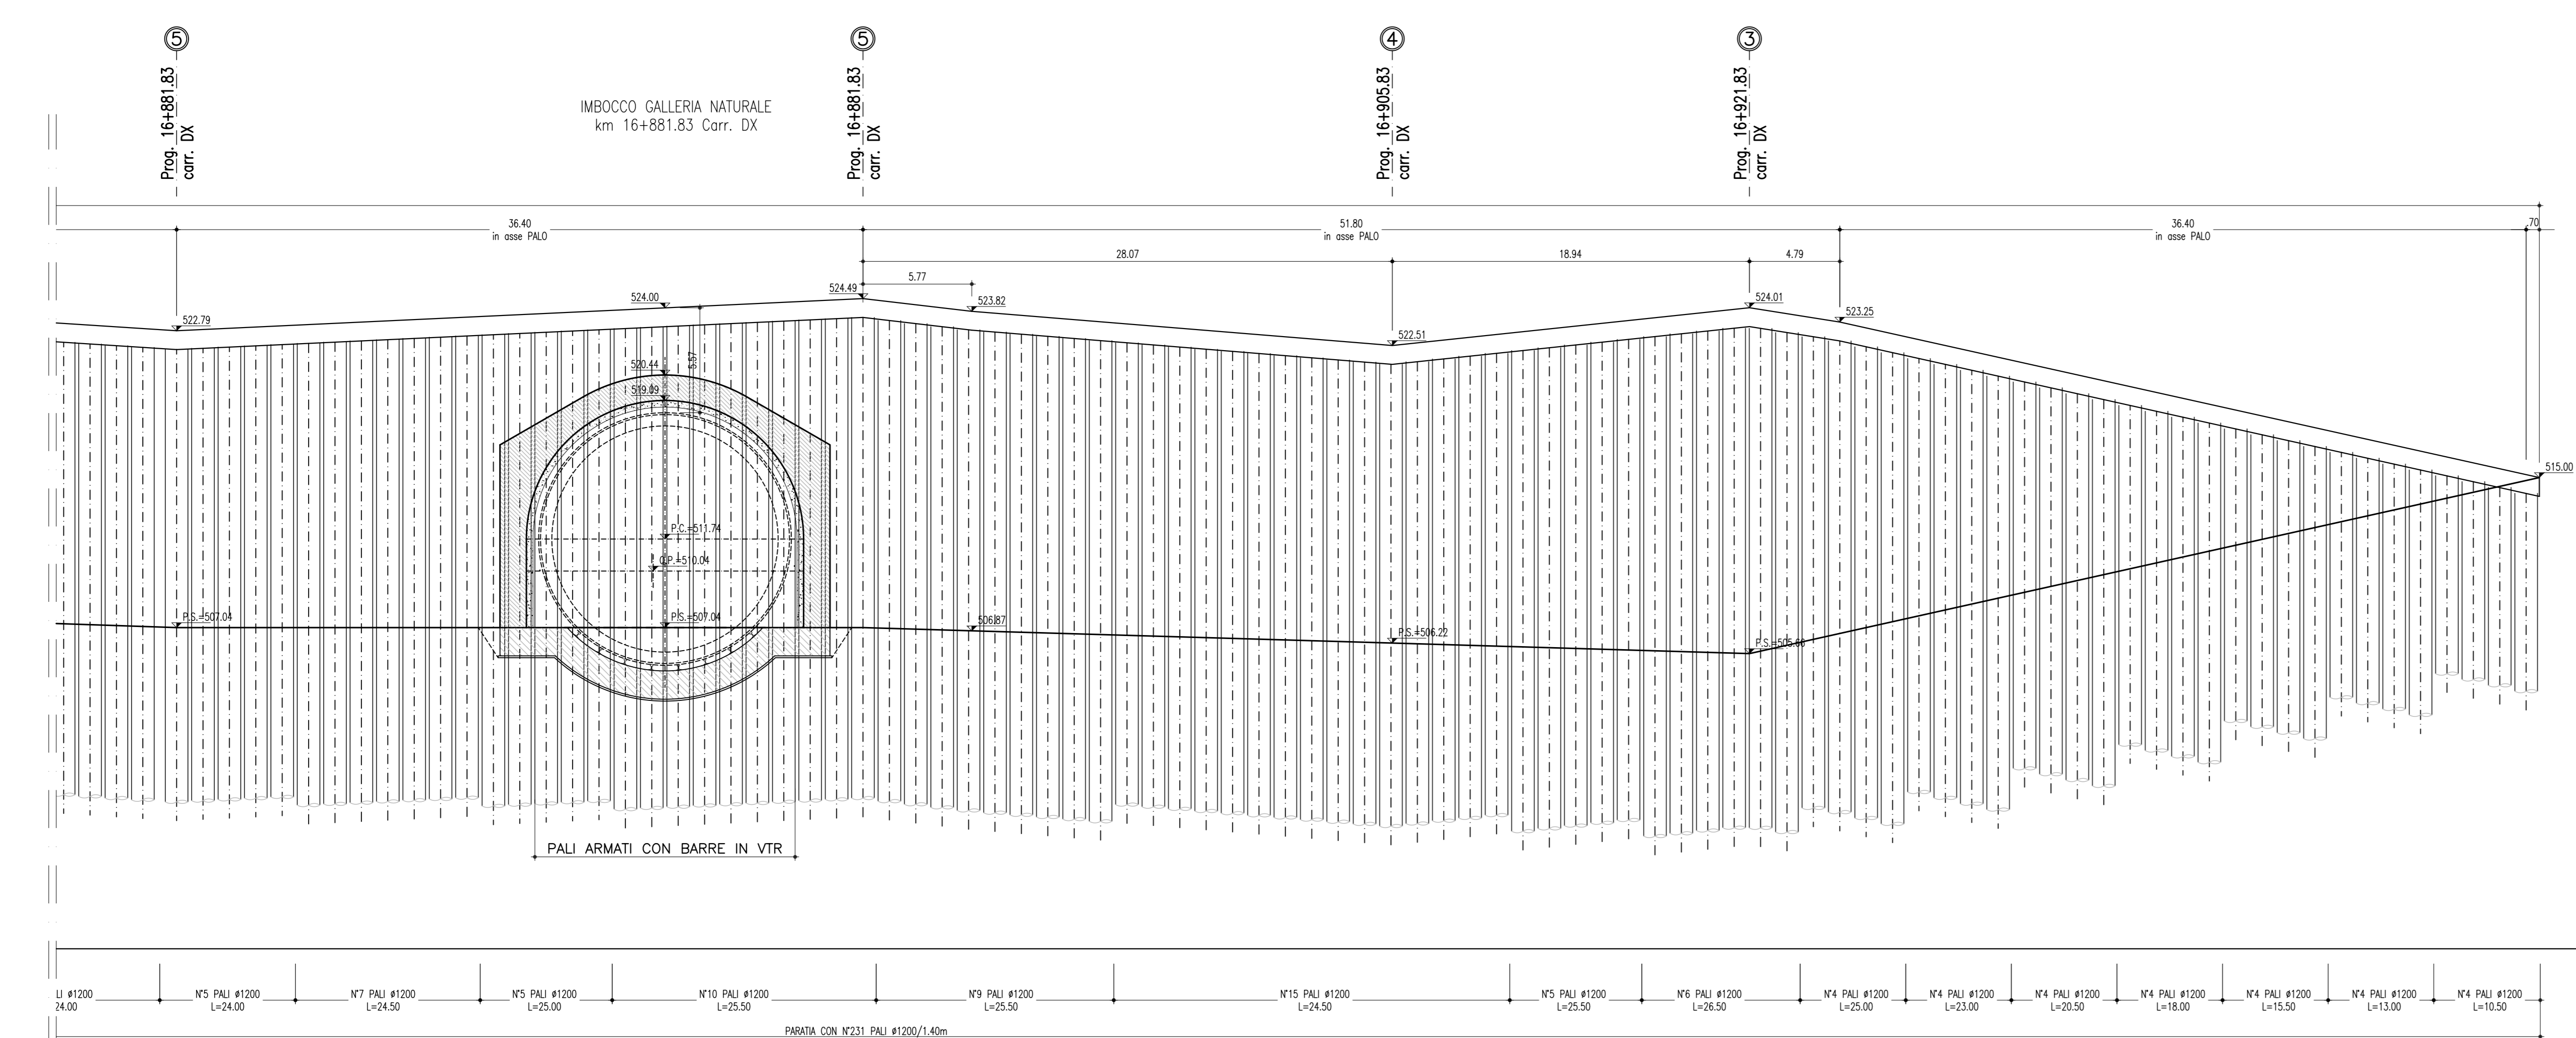 5
5
4
3
Prog. 16+881.83
carr. DX
Prog. 16+881.83
carr. DX
Prog. 16+905.83
carr. DX
Prog. 16+921.83
carr. DX
IMBOCCO GALLERIA NATURALE
km 16+881.83 Carr. DX
36.40
in asse PALO
51.80
in asse PALO
36.40
in asse PALO
.70
28.07
18.94
4.79
5.77
522.79
524.00
524.49
523.82
522.51
524.01
523.25
515.00
5.57
520.44
519.09
P.C.=511.74
Q.P.=510.04
P.S.=507.04
P.S.=507.04
506.87
P.S.=506.22
P.S.=505.66
PALI ARMATI CON BARRE IN VTR
LI ø1200
24.00
N°5 PALI ø1200
L=24.00
N°7 PALI ø1200
L=24.50
N°5 PALI ø1200
L=25.00
N°10 PALI ø1200
L=25.50
N°9 PALI ø1200
L=25.50
N°15 PALI ø1200
L=24.50
N°5 PALI ø1200
L=25.50
N°6 PALI ø1200
L=26.50
N°4 PALI ø1200
L=25.00
N°4 PALI ø1200
L=23.00
N°4 PALI ø1200
L=20.50
N°4 PALI ø1200
L=18.00
N°4 PALI ø1200
L=15.50
N°4 PALI ø1200
L=13.00
N°4 PALI ø1200
L=10.50
PARATIA CON N°231 PALI ø1200/1.40m